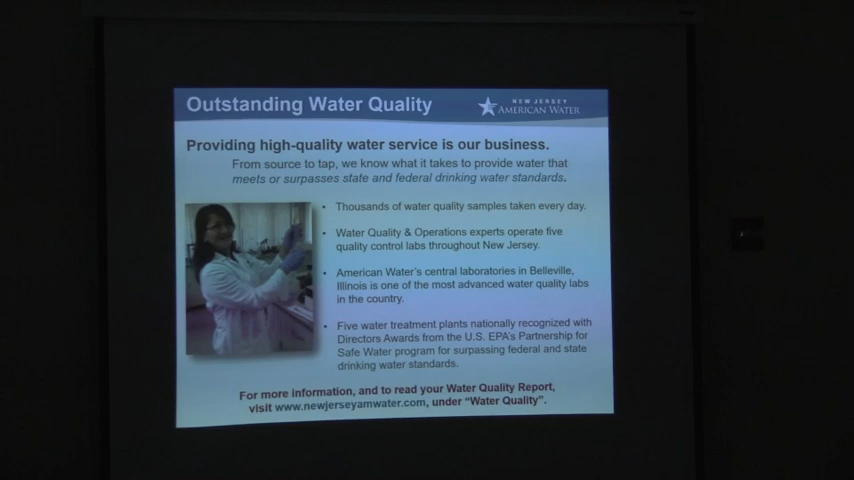 Outstanding Water Quality
NEW JERSEY
AMERICAN WATER
Providing high-quality water service is our business.
From source to tap, we know what it takes to provide water that
meets or surpasses state and federal drinking water standards.
• Thousands of water quality samples taken every day.
• Water Quality & Operations experts operate five
quality control labs throughout New Jersey.
• American Water's central laboratories in Belleville,
Illinois is one of the most advanced water quality labs
in the country.
• Five water treatment plants nationally recognized with
Directors Awards from the U.S. EPA's Partnership for
Safe Water program for surpassing federal and state
drinking water standards.
For more information, and to read your Water Quality Report,
visit www.newjerseyamwater.com, under “Water Quality”.